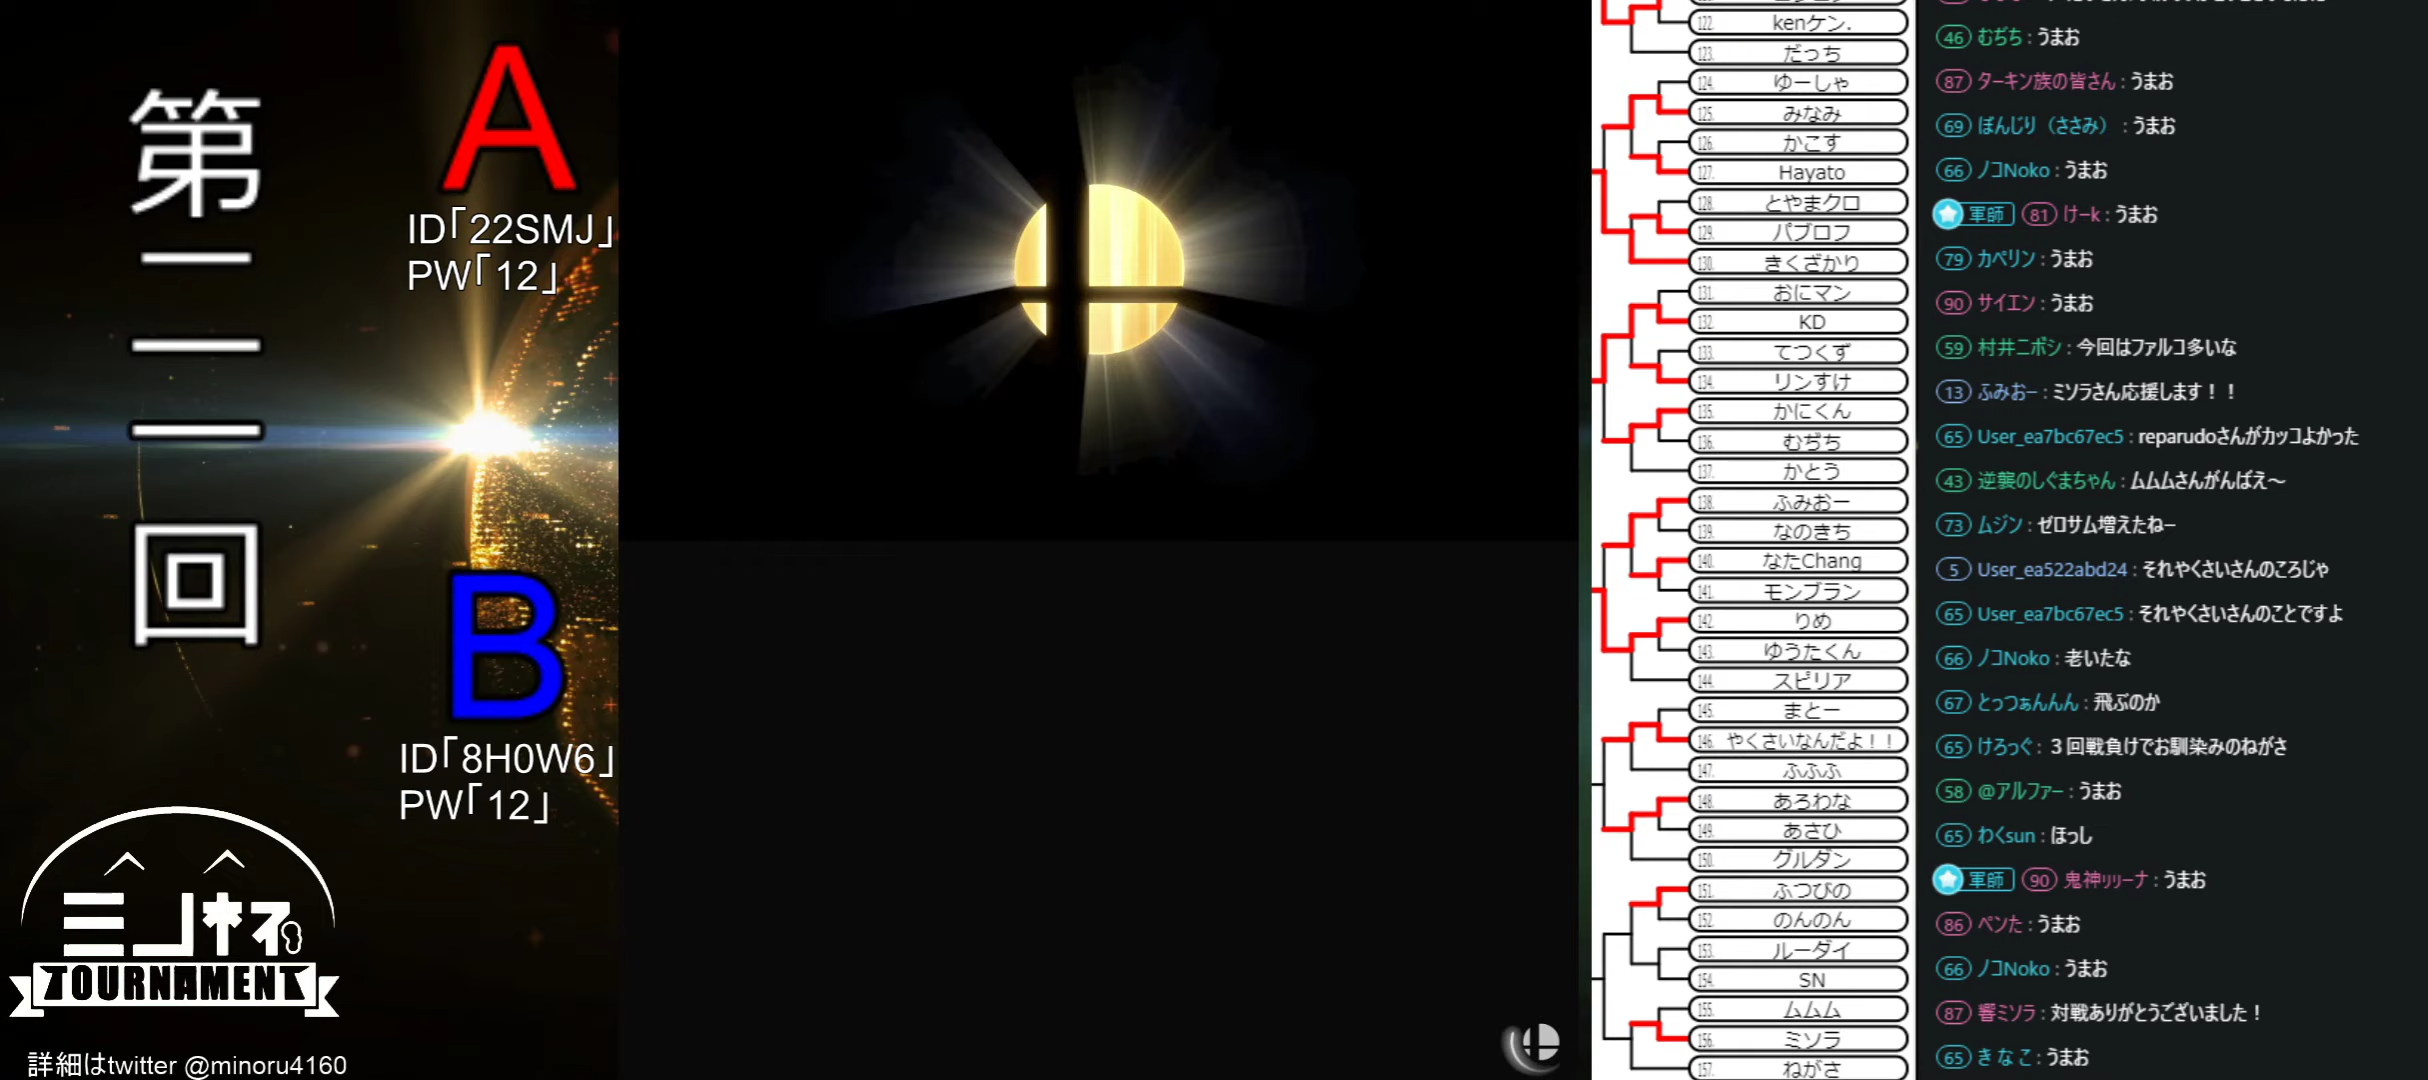 第
二
二
回
A
ID「22SMJ」
PW「12」
B
ID「8H0W6」
PW「12」
ミノ杯
TOURNAMENT
詳細はtwitter @minoru4160
122. kenケン.
123. だっち
124. ゆーしゃ
125. みなみ
126. かこす
127. Hayato
128. とやまクロ
129. パブロフ
130. きくざかり
131. おにマン
132. KD
133. てつくず
134. リンすけ
135. かにくん
136. むぢち
137. かとう
138. ふみおー
139. なのきち
140. なたChang
141. モンブラン
142. りめ
143. ゆうたくん
144. スピリア
145. まとー
146. やくさいなんだよ！！
147. ふふふ
148. あろわな
149. あさひ
150. グルダン
151. ふつぴの
152. のんのん
153. ルーダイ
154. SN
155. ムムム
156. ミソラ
157. ねがさ
46 むぢち : うまお
87 ターキン族の皆さん : うまお
69 ぼんじり（ささみ） : うまお
66 ノコNoko : うまお
軍師 81 けーk : うまお
79 カペリン : うまお
90 サイエン : うまお
59 村井ニボシ : 今回はファルコ多いな
13 ふみおー : ミソラさん応援します！！
65 User_ea7bc67ec5 : reparudoさんがカッコよかった
43 逆襲のしぐまちゃん : ムムムさんがんばえ～
73 ムジン : ゼロサム増えたねー
5 User_ea522abd24 : それやくさいさんのころじゃ
65 User_ea7bc67ec5 : それやくさいさんのことですよ
66 ノコNoko : 老いたな
67 とっつぁんんん : 飛ぶのか
65 けろっぐ : ３回戦負けでお馴染みのねがさ
58 @アルファー : うまお
65 わくsun : ほっし
軍師 90 鬼神リリーナ : うまお
86 ペンた : うまお
66 ノコNoko : うまお
87 響ミソラ : 対戦ありがとうございました！
65 きなこ : うまお